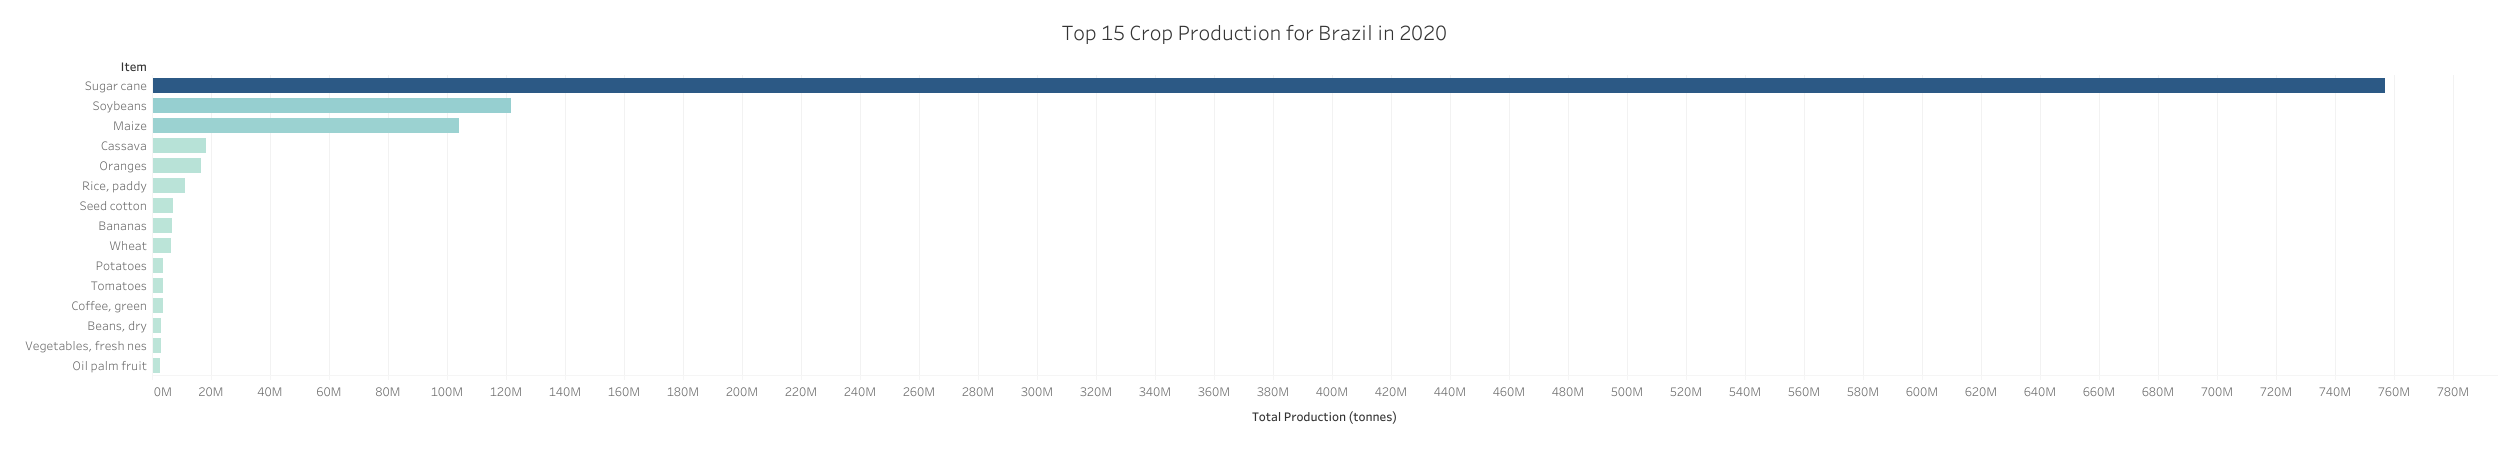 Top 15 Crop Production for Brazil in 2020
Item
Sugar cane
Soybeans
Maize
Cassava
Oranges
Rice, paddy
Seed cotton
Bananas
Wheat
Potatoes
Tomatoes
Coffee, green
Beans, dry
Vegetables, fresh nes
Oil palm fruit
0M 20M 40M 60M 80M 100M 120M 140M 160M 180M 200M 220M 240M 260M 280M 300M 320M 340M 360M 380M 400M 420M 440M 460M 480M 500M 520M 540M 560M 580M 600M 620M 640M 660M 680M 700M 720M 740M 760M 780M
Total Production (tonnes)